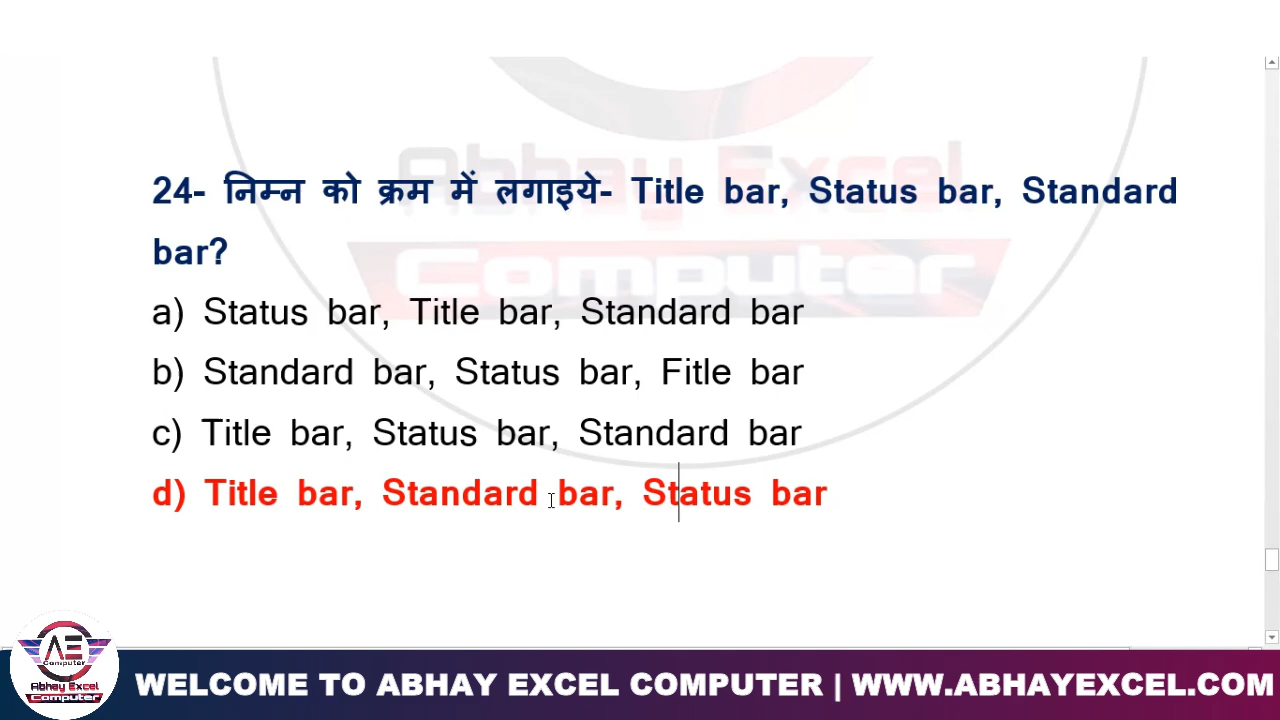 Abhay Excel
Computer
24- निम्न को क्रम में लगाइये- Title bar, Status bar, Standard
bar?
a) Status bar, Title bar, Standard bar
b) Standard bar, Status bar, Fitle bar
c) Title bar, Status bar, Standard bar
d) Title bar, Standard bar, Status bar
AE
Computer
Abhay Excel
Computer
WELCOME TO ABHAY EXCEL COMPUTER | WWW.ABHAYEXCEL.COM